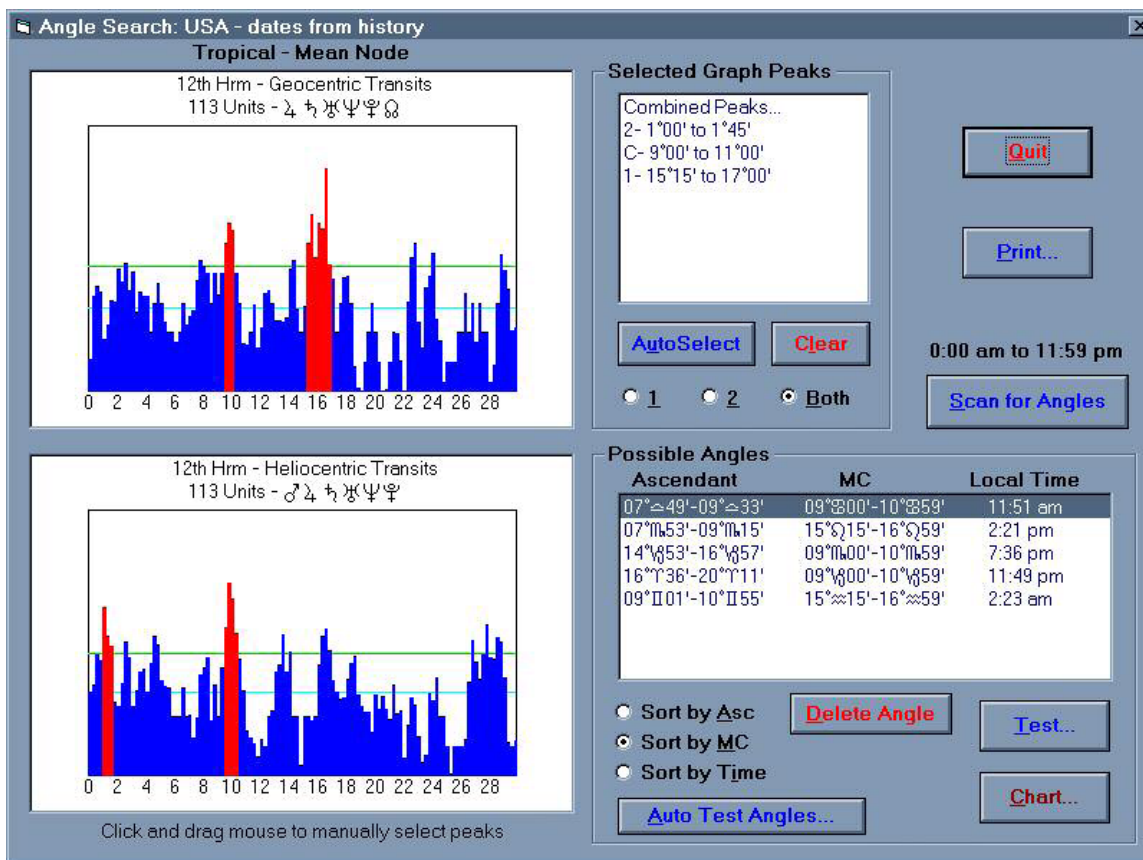 Angle Search: USA - dates from history
Tropical - Mean Node
12th Hrm - Geocentric Transits
113 Units - ♃ ♄ ♅ ♆ ♀ ☊
0 2 4 6 8 10 12 14 16 18 20 22 24 26 28
12th Hrm - Heliocentric Transits
113 Units - ♂ ♃ ♄ ♅ ♆ ♀
0 2 4 6 8 10 12 14 16 18 20 22 24 26 28
Click and drag mouse to manually select peaks
Selected Graph Peaks
Combined Peaks...
2- 1°00' to 1°45'
C- 9°00' to 11°00'
1- 15°15' to 17°00'
AutoSelect Clear
1 2 Both
Quit
Print...
0:00 am to 11:59 pm
Scan for Angles
Possible Angles
Ascendant MC Local Time
07°♎49'-09°♎33' 09°♋00'-10°♋59' 11:51 am
07°♏53'-09°♏15' 15°♌15'-16°♌59' 2:21 pm
14°♑53'-16°♑57' 09°♏00'-10°♏59' 7:36 pm
16°♈36'-20°♈11' 09°♑00'-10°♑59' 11:49 pm
09°♊01'-10°♊55' 15°♒15'-16°♒59' 2:23 am
Sort by Asc
Sort by MC
Sort by Time
Delete Angle
Test...
Auto Test Angles...
Chart...